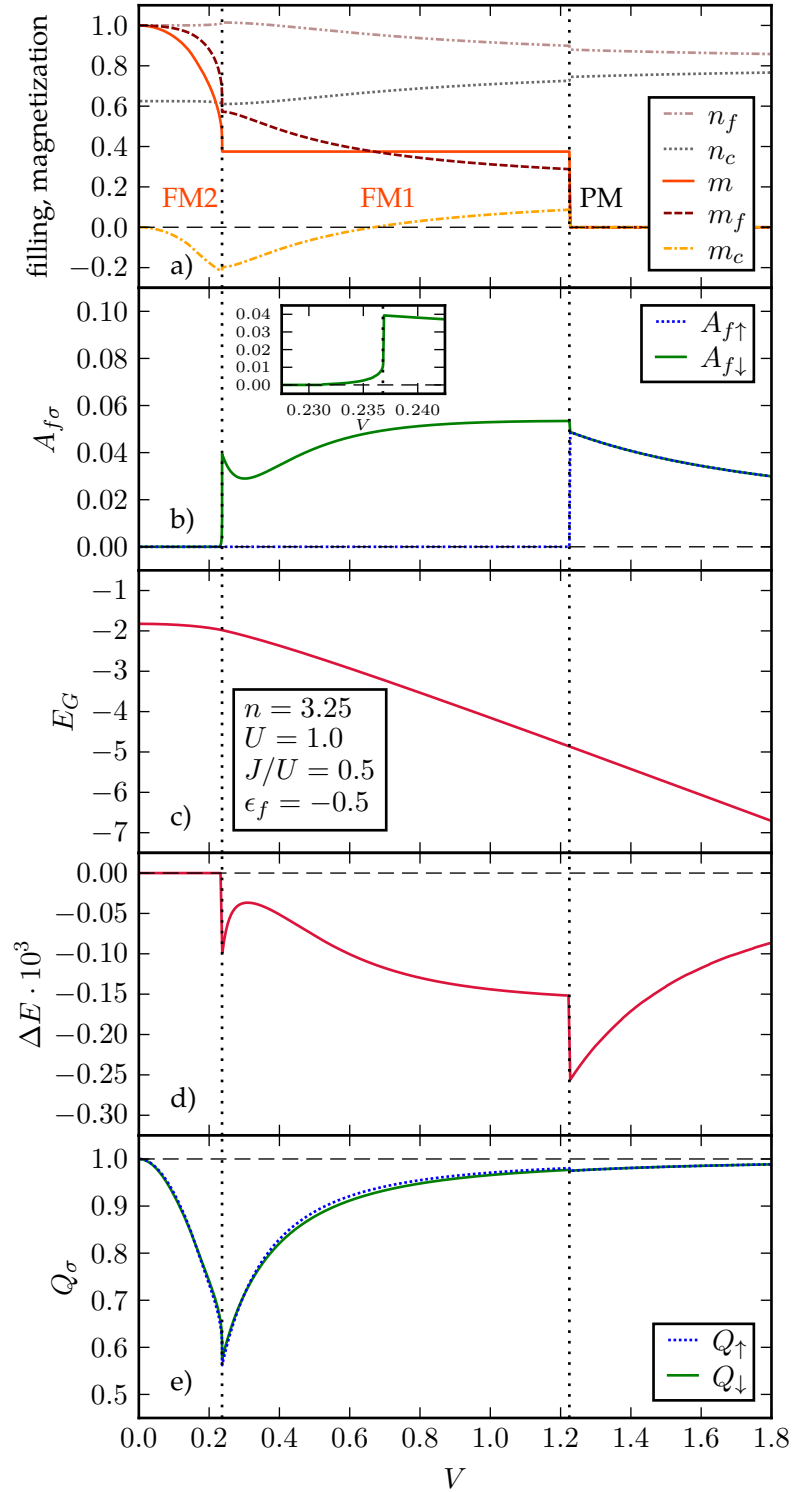 filling, magnetization
1.0
0.8
0.6
0.4
0.2
0.0
−0.2
FM2
FM1
PM
a)
n_f
n_c
m
m_f
m_c
A_{fσ}
0.10
0.08
0.06
0.04
0.02
0.00
b)
0.04
0.03
0.02
0.01
0.00
0.230 0.235 0.240
V
A_{f↑}
A_{f↓}
E_G
−1
−2
−3
−4
−5
−6
−7
c)
n = 3.25
U = 1.0
J/U = 0.5
ϵ_f = −0.5
ΔE · 10³
0.00
−0.05
−0.10
−0.15
−0.20
−0.25
−0.30
d)
Q_σ
1.0
0.9
0.8
0.7
0.6
0.5
e)
Q_↑
Q_↓
0.0 0.2 0.4 0.6 0.8 1.0 1.2 1.4 1.6 1.8
V